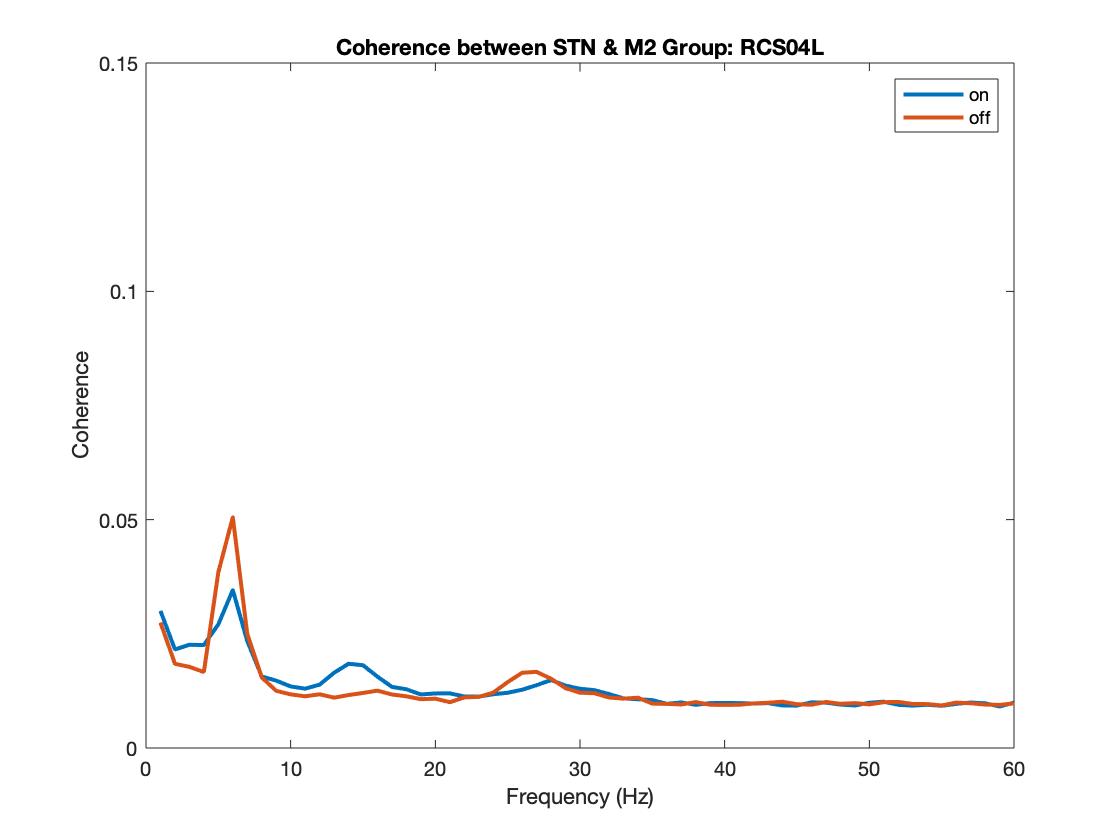 Coherence between STN & M2 Group: RCS04L
0.15
0.1
0.05
0
Coherence
on
off
0 10 20 30 40 50 60
Frequency (Hz)